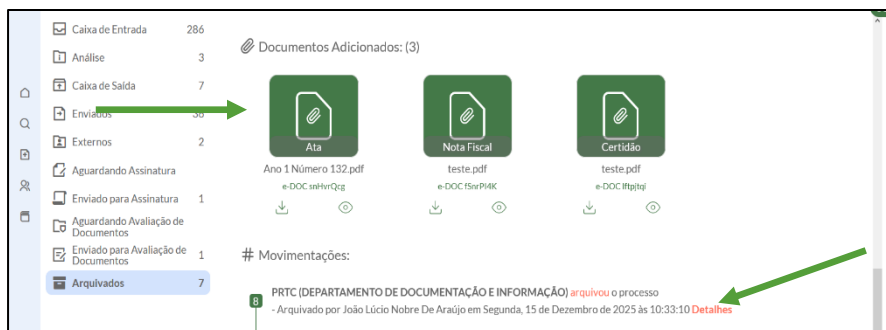 Caixa de Entrada 286
Análise 3
Caixa de Saída 7
Enviados 38
Externos 2
Aguardando Assinatura
Enviado para Assinatura 1
Aguardando Avaliação de
Documentos
Enviado para Avaliação de 1
Documentos
Arquivados 7
Documentos Adicionados: (3)
Ata Nota Fiscal Certidão
Ano 1 Número 132.pdf teste.pdf teste.pdf
e-DOC snHvrQcg e-DOC f5nrPI4K e-DOC lftpjtqi
# Movimentações:
8
PRTC (DEPARTAMENTO DE DOCUMENTAÇÃO E INFORMAÇÃO) arquivou o processo
- Arquivado por João Lúcio Nobre De Araújo em Segunda, 15 de Dezembro de 2025 às 10:33:10 Detalhes